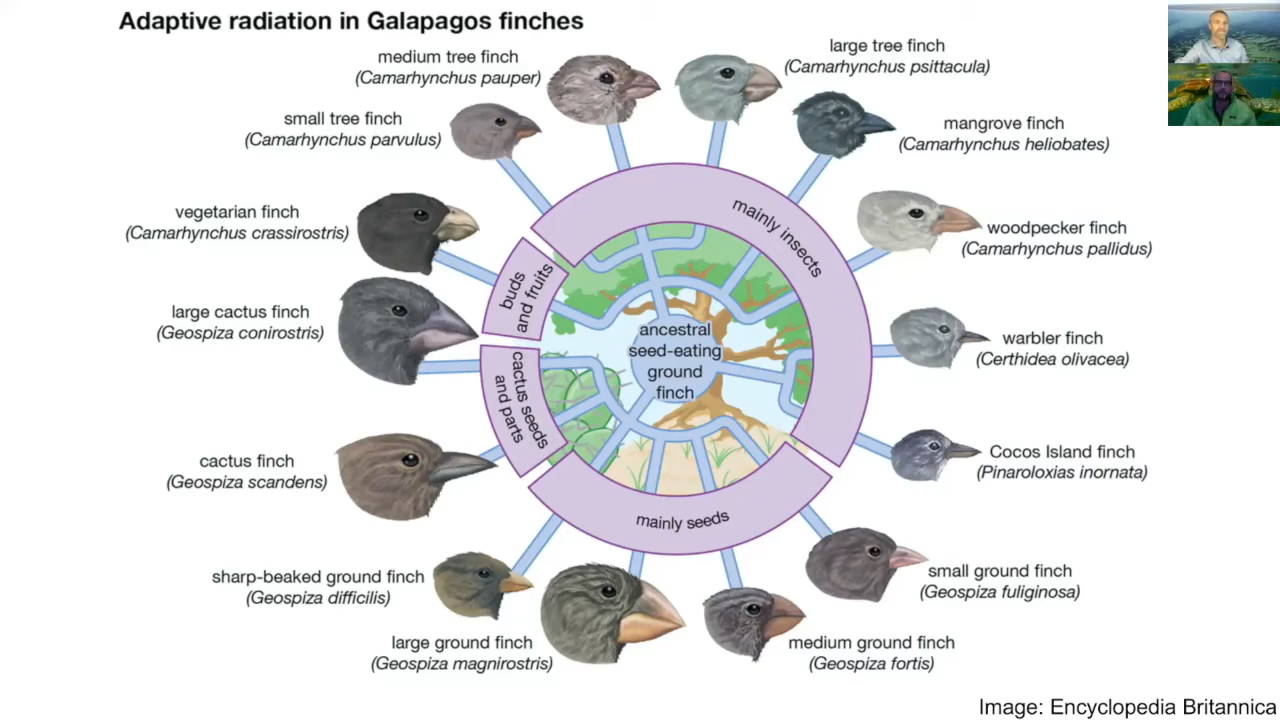 Adaptive radiation in Galapagos finches
medium tree finch
(Camarhynchus pauper)
large tree finch
(Camarhynchus psittacula)
small tree finch
(Camarhynchus parvulus)
mangrove finch
(Camarhynchus heliobates)
vegetarian finch
(Camarhynchus crassirostris)
woodpecker finch
(Camarhynchus pallidus)
large cactus finch
(Geospiza conirostris)
warbler finch
(Certhidea olivacea)
cactus finch
(Geospiza scandens)
Cocos Island finch
(Pinaroloxias inornata)
sharp-beaked ground finch
(Geospiza difficilis)
small ground finch
(Geospiza fuliginosa)
large ground finch
(Geospiza magnirostris)
medium ground finch
(Geospiza fortis)
mainly insects
buds
and fruits
cactus seeds
and parts
mainly seeds
ancestral
seed-eating
ground
finch
Image: Encyclopedia Britannica